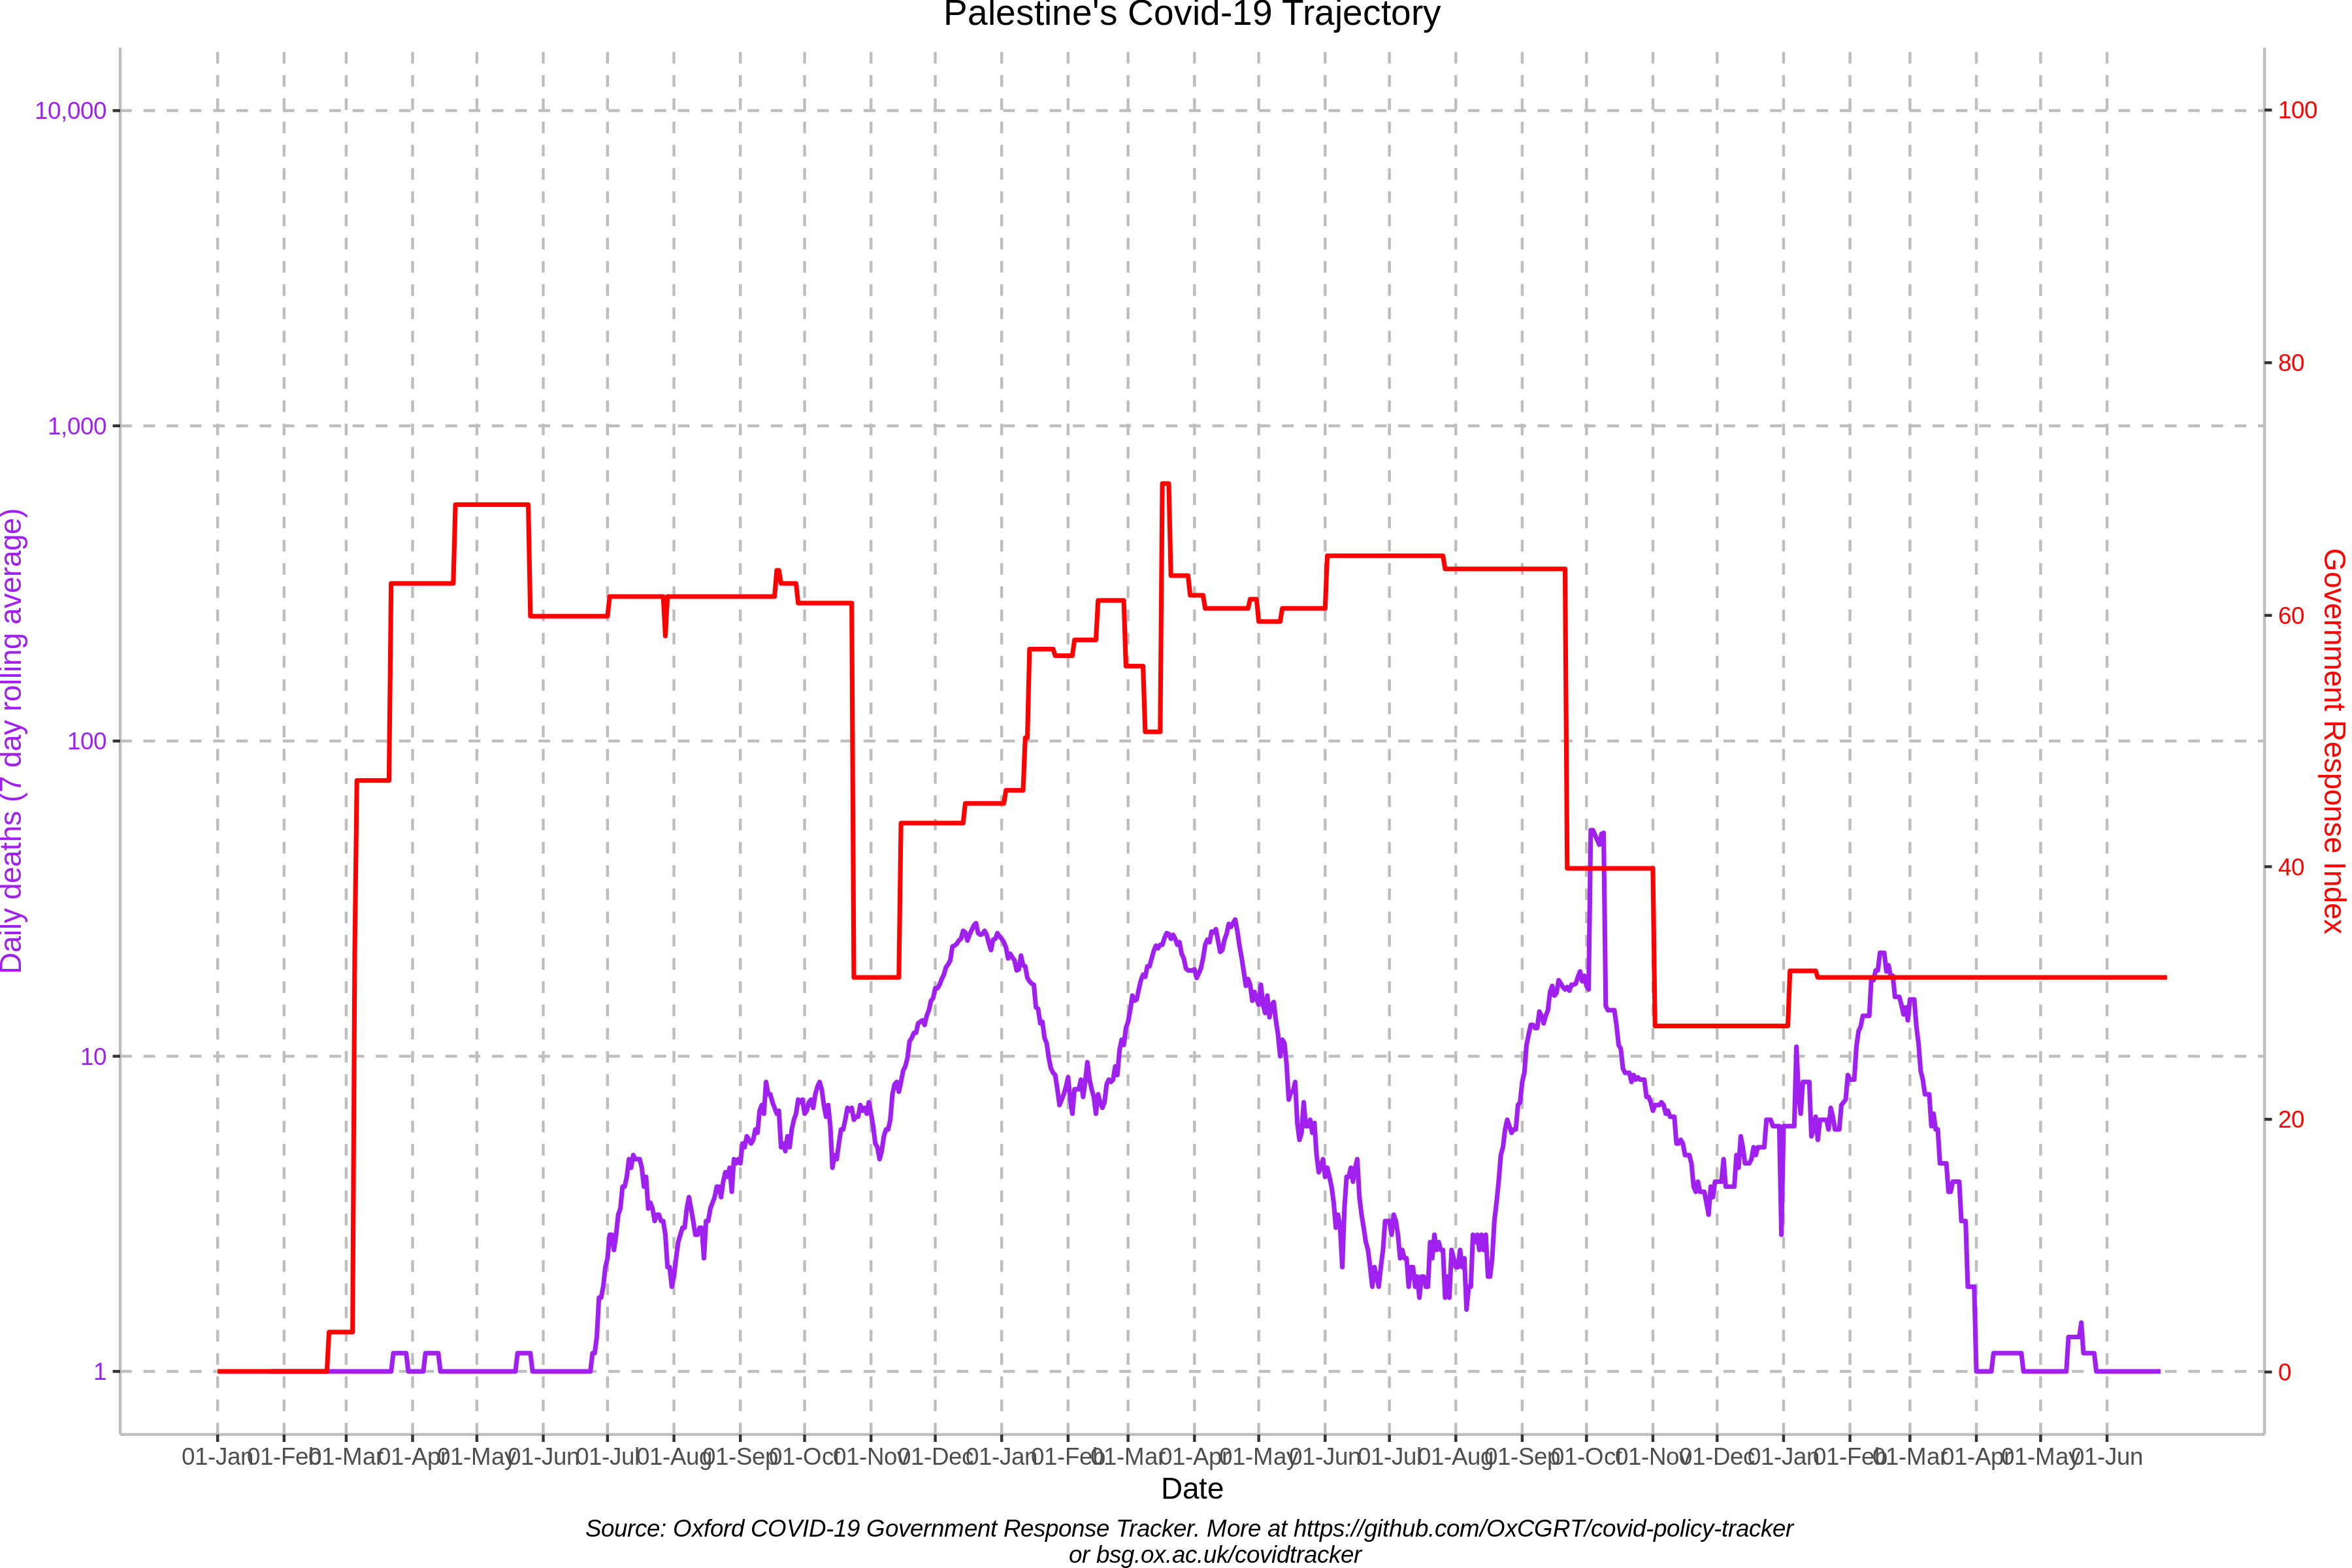 Palestine's Covid-19 Trajectory
10,000
1,000
100
10
1
Daily deaths (7 day rolling average)
100
80
60
40
20
0
Government Response Index
01-Jan 01-Feb 01-Mar 01-Apr 01-May 01-Jun 01-Jul 01-Aug 01-Sep 01-Oct 01-Nov 01-Dec 01-Jan 01-Feb 01-Mar 01-Apr 01-May 01-Jun 01-Jul 01-Aug 01-Sep 01-Oct 01-Nov 01-Dec 01-Jan 01-Feb 01-Mar 01-Apr 01-May 01-Jun
Date
Source: Oxford COVID-19 Government Response Tracker. More at https://github.com/OxCGRT/covid-policy-tracker
or bsg.ox.ac.uk/covidtracker